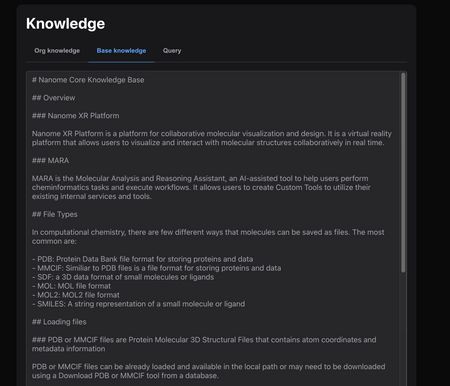 Knowledge
Org knowledge Base knowledge Query
# Nanome Core Knowledge Base
## Overview
### Nanome XR Platform
Nanome XR Platform is a platform for collaborative molecular visualization and design. It is a virtual reality
platform that allows users to visualize and interact with molecular structures collaboratively in real time.
### MARA
MARA is the Molecular Analysis and Reasoning Assistant, an AI-assisted tool to help users perform
cheminformatics tasks and execute workflows. It allows users to create Custom Tools to utilize their
existing internal services and tools.
## File Types
In computational chemistry, there are few different ways that molecules can be saved as files. The most
common are:
- PDB: Protein Data Bank file format for storing proteins and data
- MMCIF: Similiar to PDB files is a file format for storing proteins and data
- SDF: a 3D data format of small molecules or ligands
- MOL: MOL file format
- MOL2: MOL2 file format
- SMILES: A string representation of a small molecule or ligand
## Loading files
### PDB or MMCIF files are Protein Molecular 3D Structural Files that contains atom coordinates and
metadata information
PDB or MMCIF files can be already loaded and available in the local path or may need to be downloaded
using a Download PDB or MMCIF tool from a database.